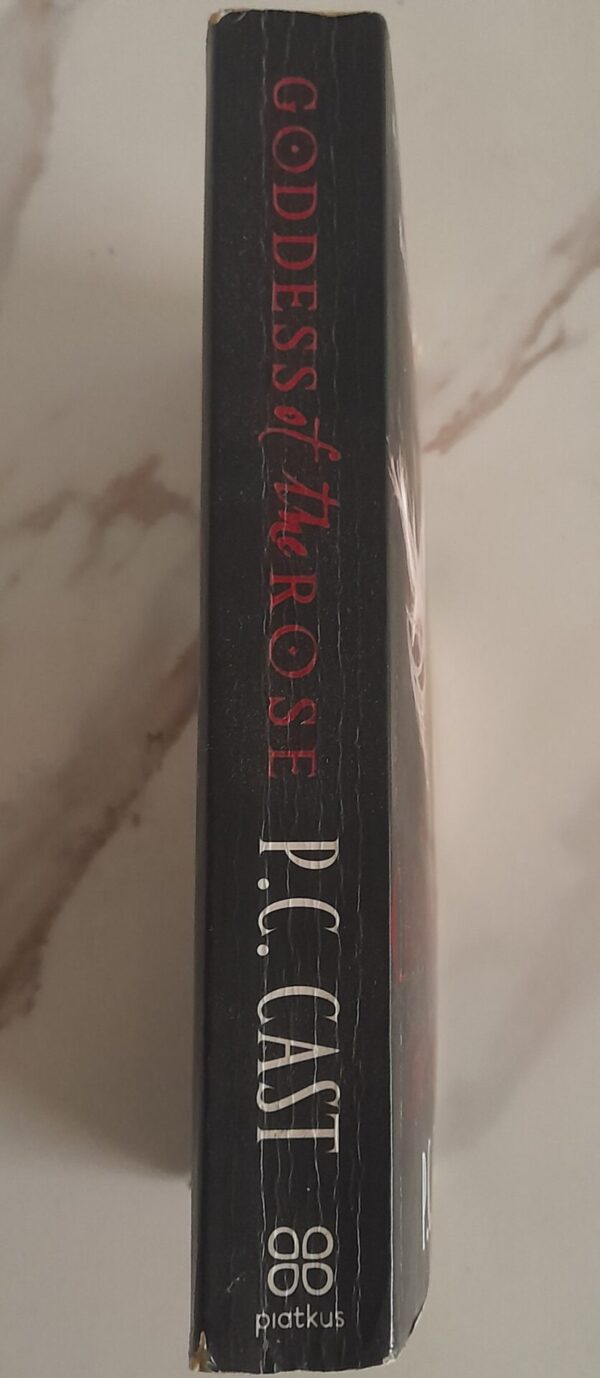 GODDESS of the ROSE
P.C. CAST
piatkus